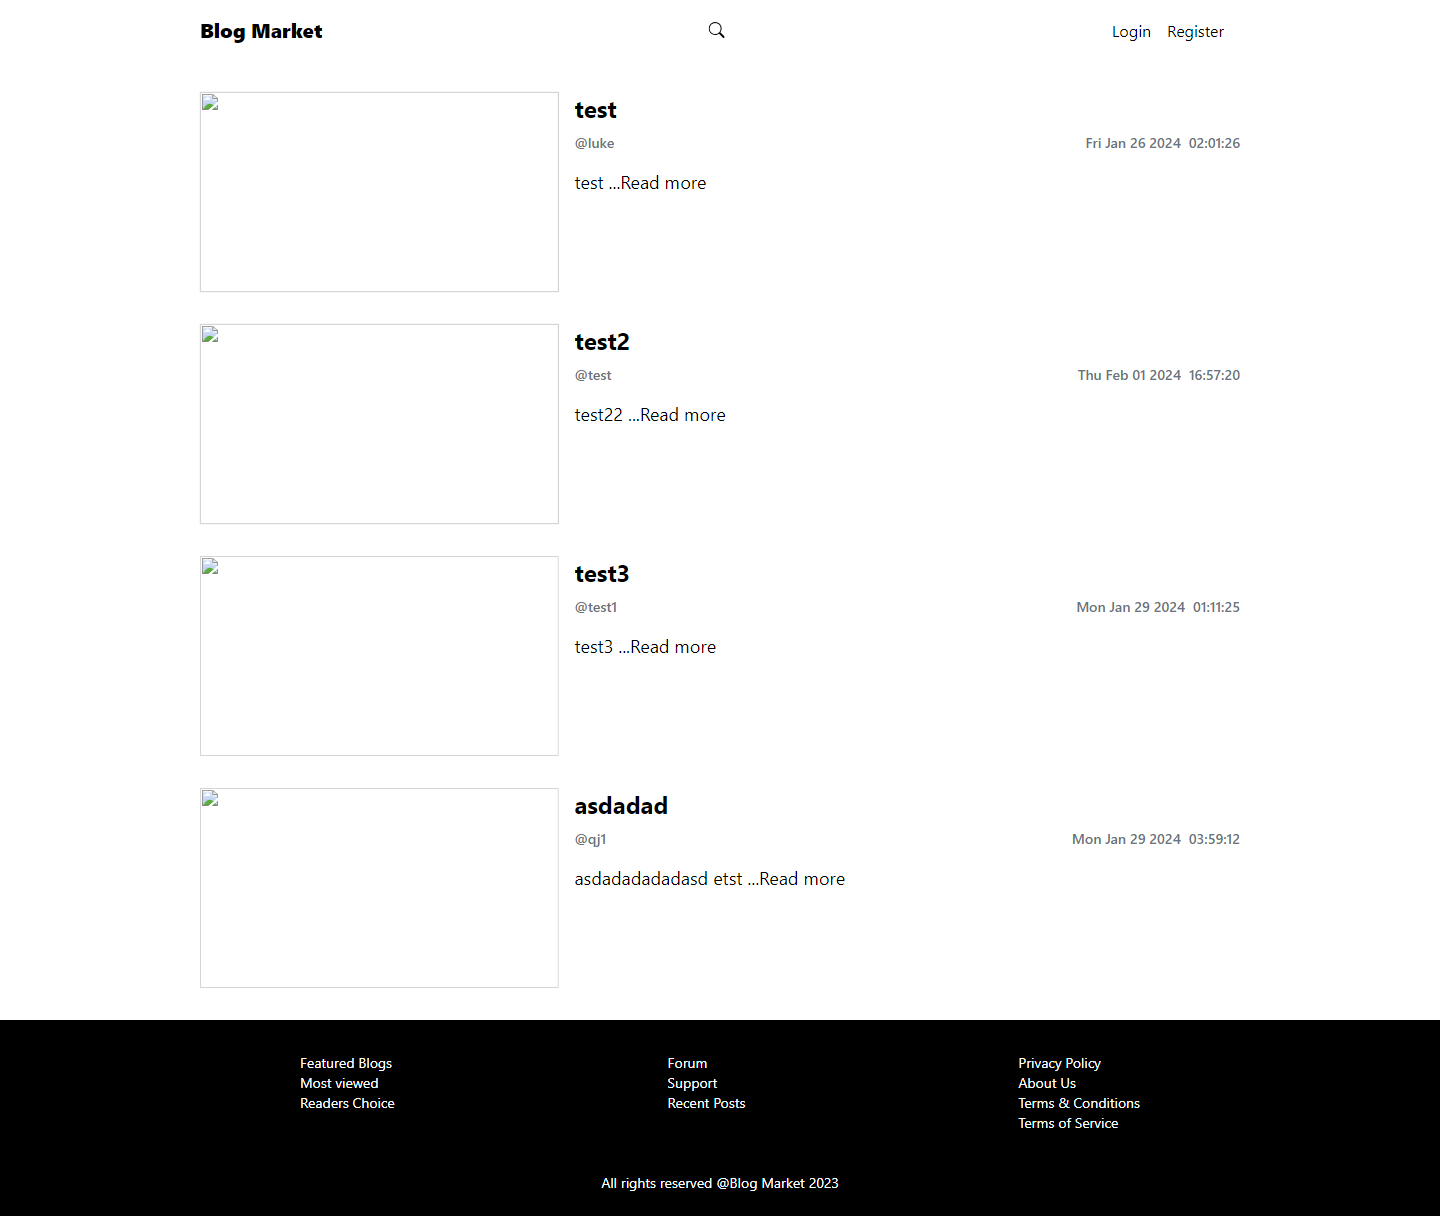 Blog Market
Login Register
test
@luke Fri Jan 26 2024 02:01:26
test ...Read more
test2
@test Thu Feb 01 2024 16:57:20
test22 ...Read more
test3
@test1 Mon Jan 29 2024 01:11:25
test3 ...Read more
asdadad
@qj1 Mon Jan 29 2024 03:59:12
asdadadadadasd etst ...Read more
Featured Blogs
Most viewed
Readers Choice
Forum
Support
Recent Posts
Privacy Policy
About Us
Terms & Conditions
Terms of Service
All rights reserved @Blog Market 2023